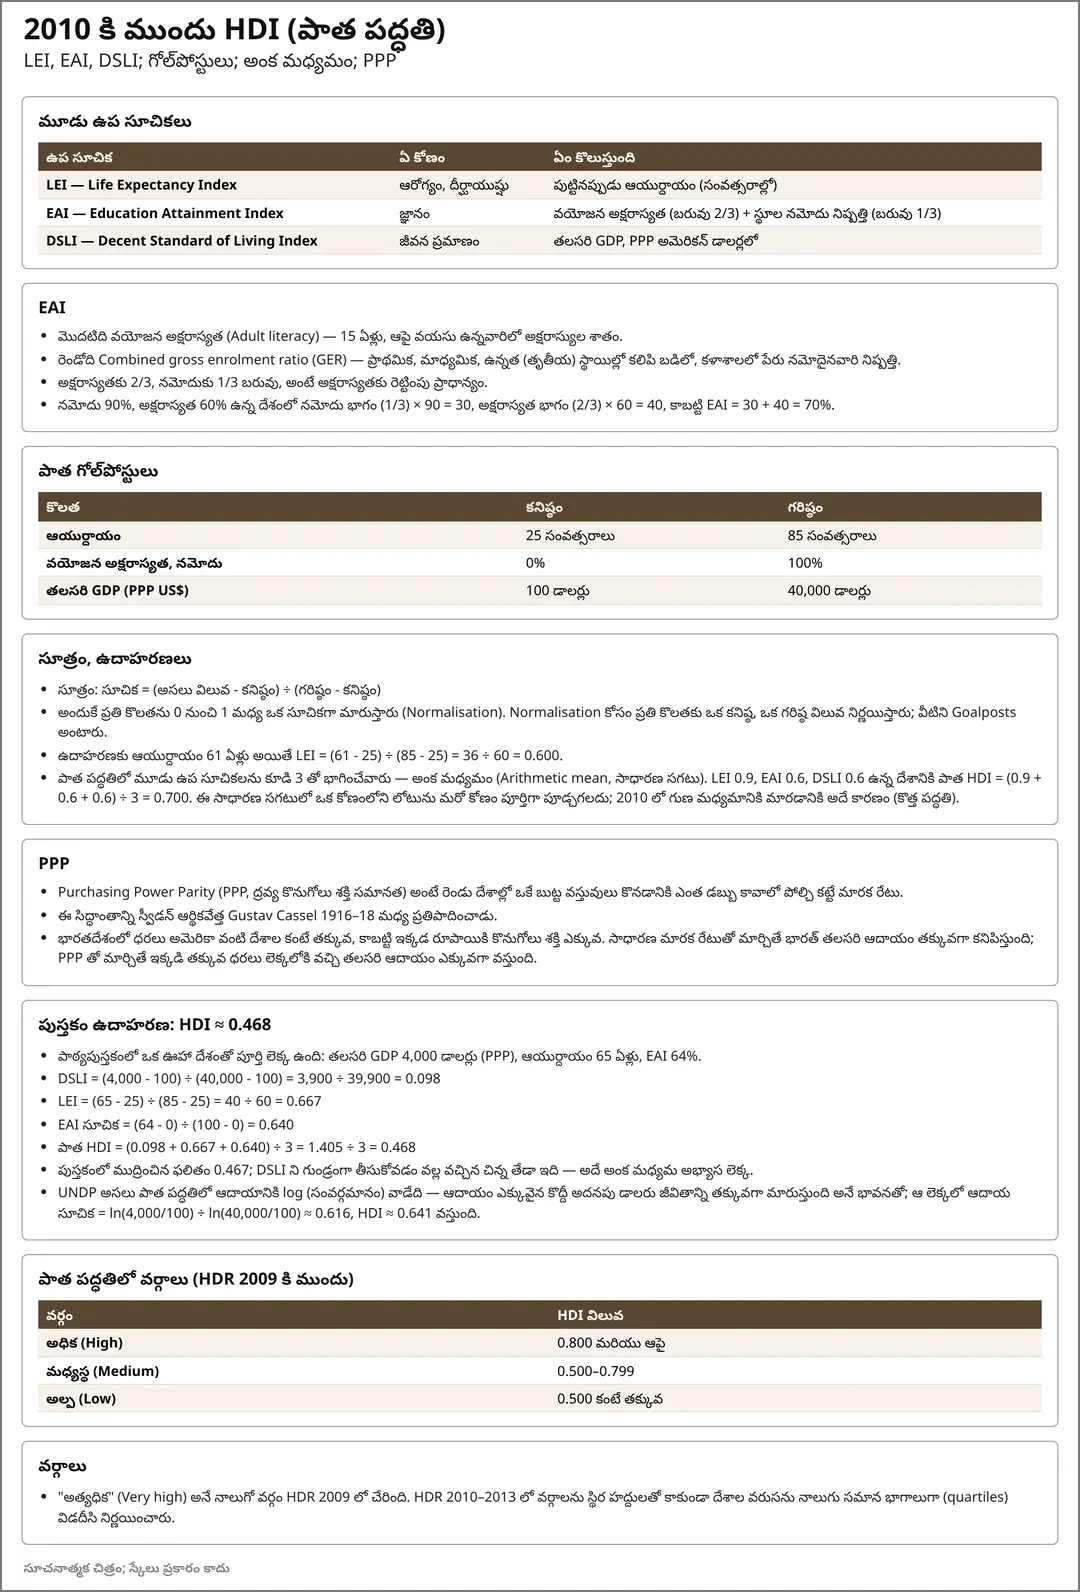 2010 కి ముందు HDI (పాత పద్ధతి)
LEI, EAI, DSLI; గోల్‌పోస్టులు; అంక మధ్యమం; PPP
మూడు ఉప సూచికలు
ఉప సూచిక ఏ కోణం ఏం కొలుస్తుంది
LEI — Life Expectancy Index ఆరోగ్యం, దీర్ఘాయుష్షు పుట్టినప్పుడు ఆయుర్దాయం (సంవత్సరాల్లో)
EAI — Education Attainment Index జ్ఞానం వయోజన అక్షరాస్యత (బరువు 2/3) + స్థూల నమోదు నిష్పత్తి (బరువు 1/3)
DSLI — Decent Standard of Living Index జీవన ప్రమాణం తలసరి GDP, PPP అమెరికన్ డాలర్లలో
EAI
• మొదటిది వయోజన అక్షరాస్యత (Adult literacy) — 15 ఏళ్లు, ఆపై వయసు ఉన్నవారిలో అక్షరాస్యుల శాతం.
• రెండోది Combined gross enrolment ratio (GER) — ప్రాథమిక, మాధ్యమిక, ఉన్నత (తృతీయ) స్థాయిల్లో కలిపి బడిలో, కళాశాలలో పేరు నమోదైనవారి నిష్పత్తి.
• అక్షరాస్యతకు 2/3, నమోదుకు 1/3 బరువు, అంటే అక్షరాస్యతకు రెట్టింపు ప్రాధాన్యం.
• నమోదు 90%, అక్షరాస్యత 60% ఉన్న దేశంలో నమోదు భాగం (1/3) × 90 = 30, అక్షరాస్యత భాగం (2/3) × 60 = 40, కాబట్టి EAI = 30 + 40 = 70%.
పాత గోల్‌పోస్టులు
కొలత కనిష్ఠం గరిష్ఠం
ఆయుర్దాయం 25 సంవత్సరాలు 85 సంవత్సరాలు
వయోజన అక్షరాస్యత, నమోదు 0% 100%
తలసరి GDP (PPP US$) 100 డాలర్లు 40,000 డాలర్లు
సూత్రం, ఉదాహరణలు
• సూత్రం: సూచిక = (అసలు విలువ - కనిష్ఠం) ÷ (గరిష్ఠం - కనిష్ఠం)
• అందుకే ప్రతి కొలతను 0 నుంచి 1 మధ్య ఒక సూచికగా మారుస్తారు (Normalisation). Normalisation కోసం ప్రతి కొలతకు ఒక కనిష్ఠ, ఒక గరిష్ఠ విలువ నిర్ణయిస్తారు; వీటిని Goalposts
అంటారు.
• ఉదాహరణకు ఆయుర్దాయం 61 ఏళ్లు అయితే LEI = (61 - 25) ÷ (85 - 25) = 36 ÷ 60 = 0.600.
• పాత పద్ధతిలో మూడు ఉప సూచికలను కూడి 3 తో భాగించేవారు — అంక మధ్యమం (Arithmetic mean, సాధారణ సగటు). LEI 0.9, EAI 0.6, DSLI 0.6 ఉన్న దేశానికి పాత HDI = (0.9 +
0.6 + 0.6) ÷ 3 = 0.700. ఈ సాధారణ సగటులో ఒక కోణంలోని లోటును మరో కోణం పూర్తిగా పూడ్చగలదు; 2010 లో గుణ మధ్యమానికి మారడానికి అదే కారణం (కొత్త పద్ధతి).
PPP
• Purchasing Power Parity (PPP, ద్రవ్య కొనుగోలు శక్తి సమానత) అంటే రెండు దేశాల్లో ఒకే బుట్ట వస్తువులు కొనడానికి ఎంత డబ్బు కావాలో పోల్చి కట్టే మారక రేటు.
• ఈ సిద్ధాంతాన్ని స్వీడన్ ఆర్థికవేత్త Gustav Cassel 1916–18 మధ్య ప్రతిపాదించాడు.
• భారతదేశంలో ధరలు అమెరికా వంటి దేశాల కంటే తక్కువ, కాబట్టి ఇక్కడ రూపాయికి కొనుగోలు శక్తి ఎక్కువ. సాధారణ మారక రేటుతో మార్చితే భారత్ తలసరి ఆదాయం తక్కువగా కనిపిస్తుంది;
PPP తో మార్చితే ఇక్కడి తక్కువ ధరలు లెక్కలోకి వచ్చి తలసరి ఆదాయం ఎక్కువగా వస్తుంది.
పుస్తకం ఉదాహరణ: HDI ≈ 0.468
• పాఠ్యపుస్తకంలో ఒక ఊహా దేశంతో పూర్తి లెక్క ఉంది: తలసరి GDP 4,000 డాలర్లు (PPP), ఆయుర్దాయం 65 ఏళ్లు, EAI 64%.
• DSLI = (4,000 - 100) ÷ (40,000 - 100) = 3,900 ÷ 39,900 = 0.098
• LEI = (65 - 25) ÷ (85 - 25) = 40 ÷ 60 = 0.667
• EAI సూచిక = (64 - 0) ÷ (100 - 0) = 0.640
• పాత HDI = (0.098 + 0.667 + 0.640) ÷ 3 = 1.405 ÷ 3 = 0.468
• పుస్తకంలో ముద్రించిన ఫలితం 0.467; DSLI ని గుండ్రంగా తీసుకోవడం వల్ల వచ్చిన చిన్న తేడా ఇది — అదే అంక మధ్యమ అభ్యాస లెక్క.
• UNDP అసలు పాత పద్ధతిలో ఆదాయానికి log (సంవర్గమానం) వాడేది — ఆదాయం ఎక్కువైన కొద్దీ అదనపు డాలరు జీవితాన్ని తక్కువగా మారుస్తుంది అనే భావనతో; ఆ లెక్కలో ఆదాయ
సూచిక = ln(4,000/100) ÷ ln(40,000/100) ≈ 0.616, HDI ≈ 0.641 వస్తుంది.
పాత పద్ధతిలో వర్గాలు (HDR 2009 కి ముందు)
వర్గం HDI విలువ
అధిక (High) 0.800 మరియు ఆపై
మధ్యస్థ (Medium) 0.500–0.799
అల్ప (Low) 0.500 కంటే తక్కువ
వర్గాలు
• "అత్యధిక" (Very high) అనే నాలుగో వర్గం HDR 2009 లో చేరింది. HDR 2010–2013 లో వర్గాలను స్థిర హద్దులతో కాకుండా దేశాల వరుసను నాలుగు సమాన భాగాలుగా (quartiles)
విడదీసి నిర్ణయించారు.
సూచనాత్మక చిత్రం; స్కేలు ప్రకారం కాదు